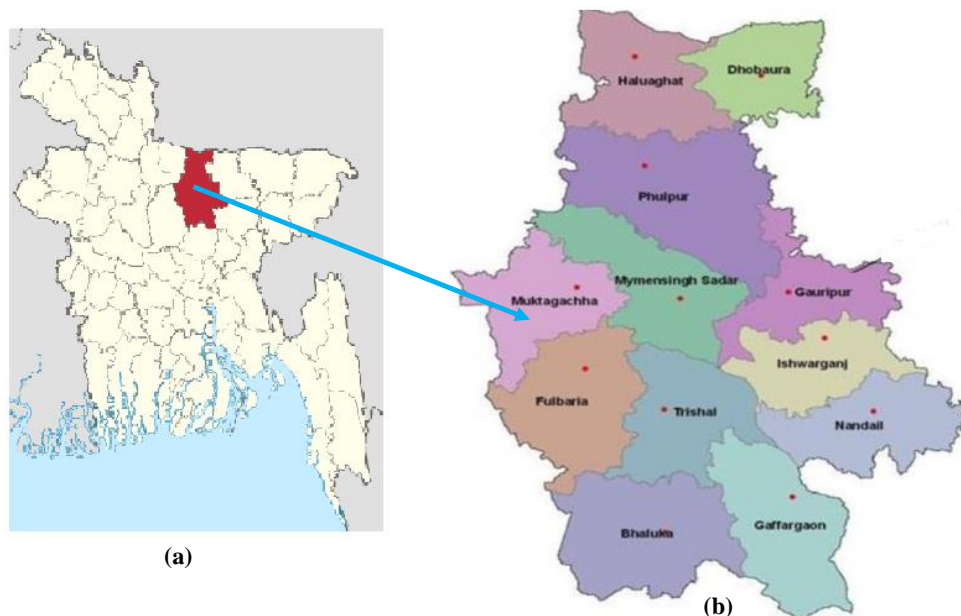 Haluaghat
Dhobaura
Phulpur
Mymensingh Sadar
Muktagachha
Gauripur
Ishwarganj
Fulbaria
Trishal
Nandail
Gaffargaon
Bhaluka
(a)
(b)